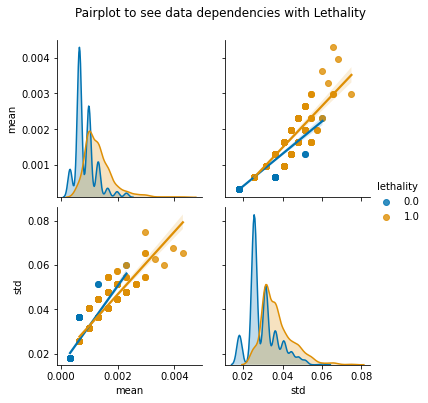 Pairplot to see data dependencies with Lethality
0.004
0.003
0.002
0.001
mean
lethality
0.0
1.0
0.08
0.06
0.04
0.02
std
0.000
0.002
0.004
mean
0.02
0.04
0.06
0.08
std